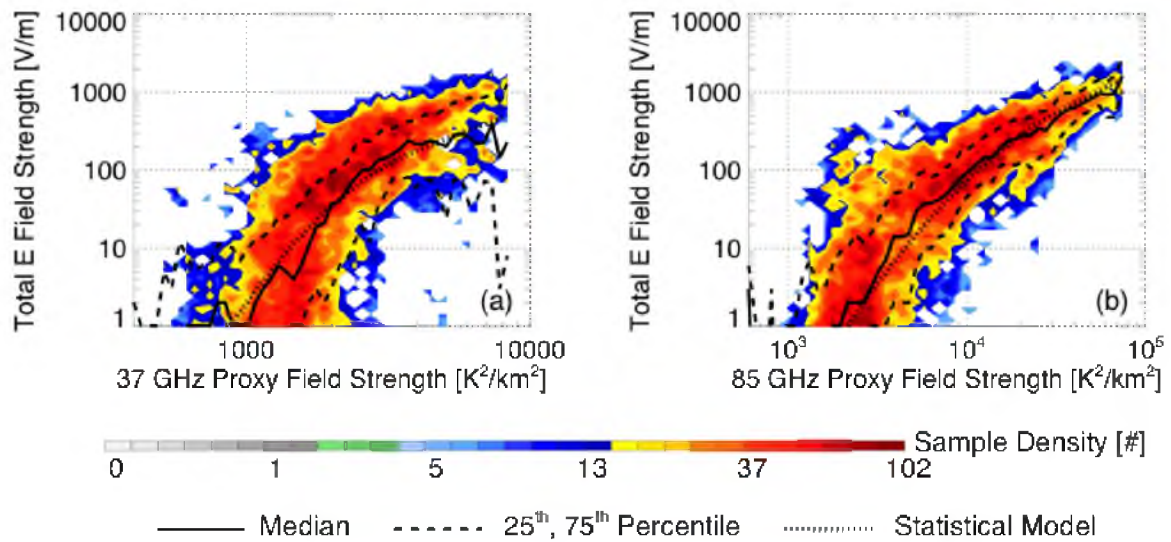 Total E Field Strength [V/m]
10000
1000
100
10
1
(a)
1000
10000
37 GHz Proxy Field Strength [K²/km²]
Total E Field Strength [V/m]
10000
1000
100
10
1
(b)
10³
10⁴
10⁵
85 GHz Proxy Field Strength [K²/km²]
Sample Density [#]
0 1 5 13 37 102
Median 25ᵗʰ, 75ᵗʰ Percentile Statistical Model